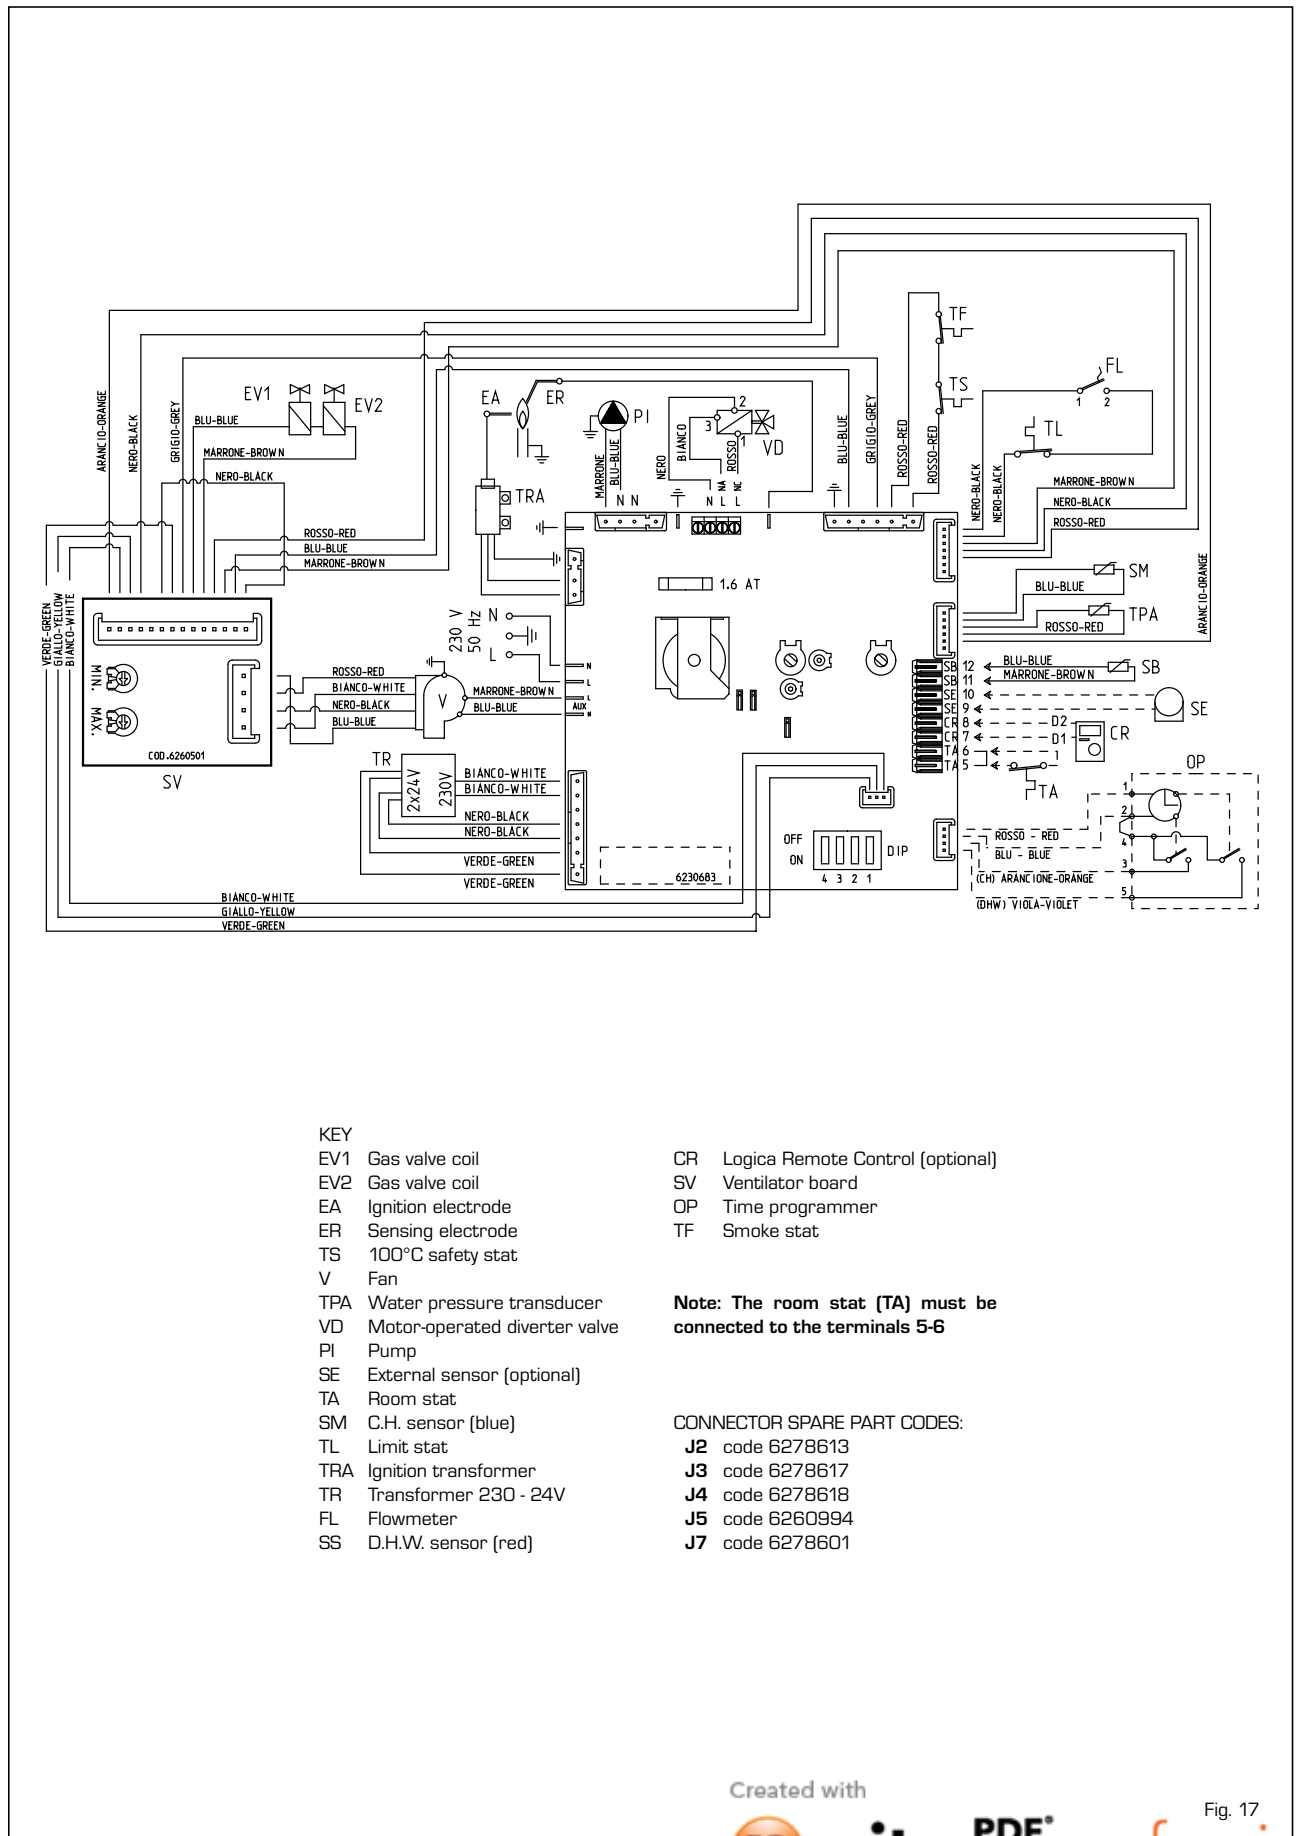 TF
TS
FL
1 2
TL
ARANCIO-ORANGE
NERO-BLACK
GRIGIO-GREY
EV1
EV2
BLU-BLUE
MARRONE-BROWN
NERO-BLACK
EA
ER
PI
TRA
MARRONE
BLU-BLUE
N N
NERO
BIANCO
ROSSO
2
3
1
VD
NA
NC
N L L
BLU-BLUE
GRIGIO-GREY
ROSSO-RED
ROSSO-RED
NERO-BLACK
NERO-BLACK
MARRONE-BROWN
NERO-BLACK
ROSSO-RED
ARANCIO-ORANGE
ROSSO-RED
BLU-BLUE
MARRONE-BROWN
VERDE-GREEN
GIALLO-YELLOW
BIANCO-WHITE
1.6 AT
SM
BLU-BLUE
TPA
ROSSO-RED
230 V
50 Hz
N
L
N
L
L
AUX
N
MIN.
MAX.
COD.6260501
SV
ROSSO-RED
BIANCO-WHITE
NERO-BLACK
BLU-BLUE
V
MARRONE-BROWN
BLU-BLUE
SB 12
SB 11
SE 10
SE 9
CR 8
CR 7
TA 6
TA 5
BLU-BLUE
MARRONE-BROWN
SB
SE
D2
D1
CR
TA
OP
TR
2x24V
230V
BIANCO-WHITE
BIANCO-WHITE
NERO-BLACK
NERO-BLACK
VERDE-GREEN
VERDE-GREEN
OFF
ON
DIP
4 3 2 1
6230683
1
2
4
3
5
ROSSO - RED
BLU - BLUE
(CH) ARANCIONE-ORANGE
(DHW) VIOLA-VIOLET
BIANCO-WHITE
GIALLO-YELLOW
VERDE-GREEN
KEY
EV1 Gas valve coil
EV2 Gas valve coil
EA Ignition electrode
ER Sensing electrode
TS 100°C safety stat
V Fan
TPA Water pressure transducer
VD Motor-operated diverter valve
PI Pump
SE External sensor (optional)
TA Room stat
SM C.H. sensor (blue)
TL Limit stat
TRA Ignition transformer
TR Transformer 230 - 24V
FL Flowmeter
SS D.H.W. sensor (red)
CR Logica Remote Control (optional)
SV Ventilator board
OP Time programmer
TF Smoke stat
Note: The room stat (TA) must be
connected to the terminals 5-6
CONNECTOR SPARE PART CODES:
J2 code 6278613
J3 code 6278617
J4 code 6278618
J5 code 6260994
J7 code 6278601
Created with
Fig. 17
PDF